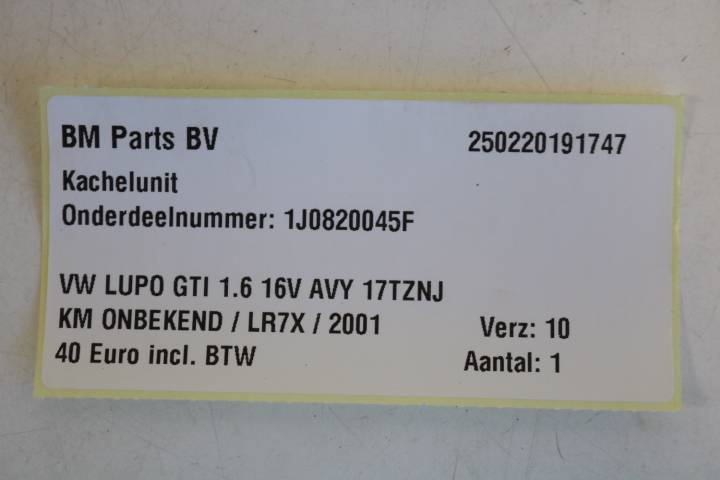 BM Parts BV 250220191747
Kachelunit
Onderdeelnummer: 1J0820045F
VW LUPO GTI 1.6 16V AVY 17TZNJ
KM ONBEKEND / LR7X / 2001 Verz: 10
40 Euro incl. BTW Aantal: 1